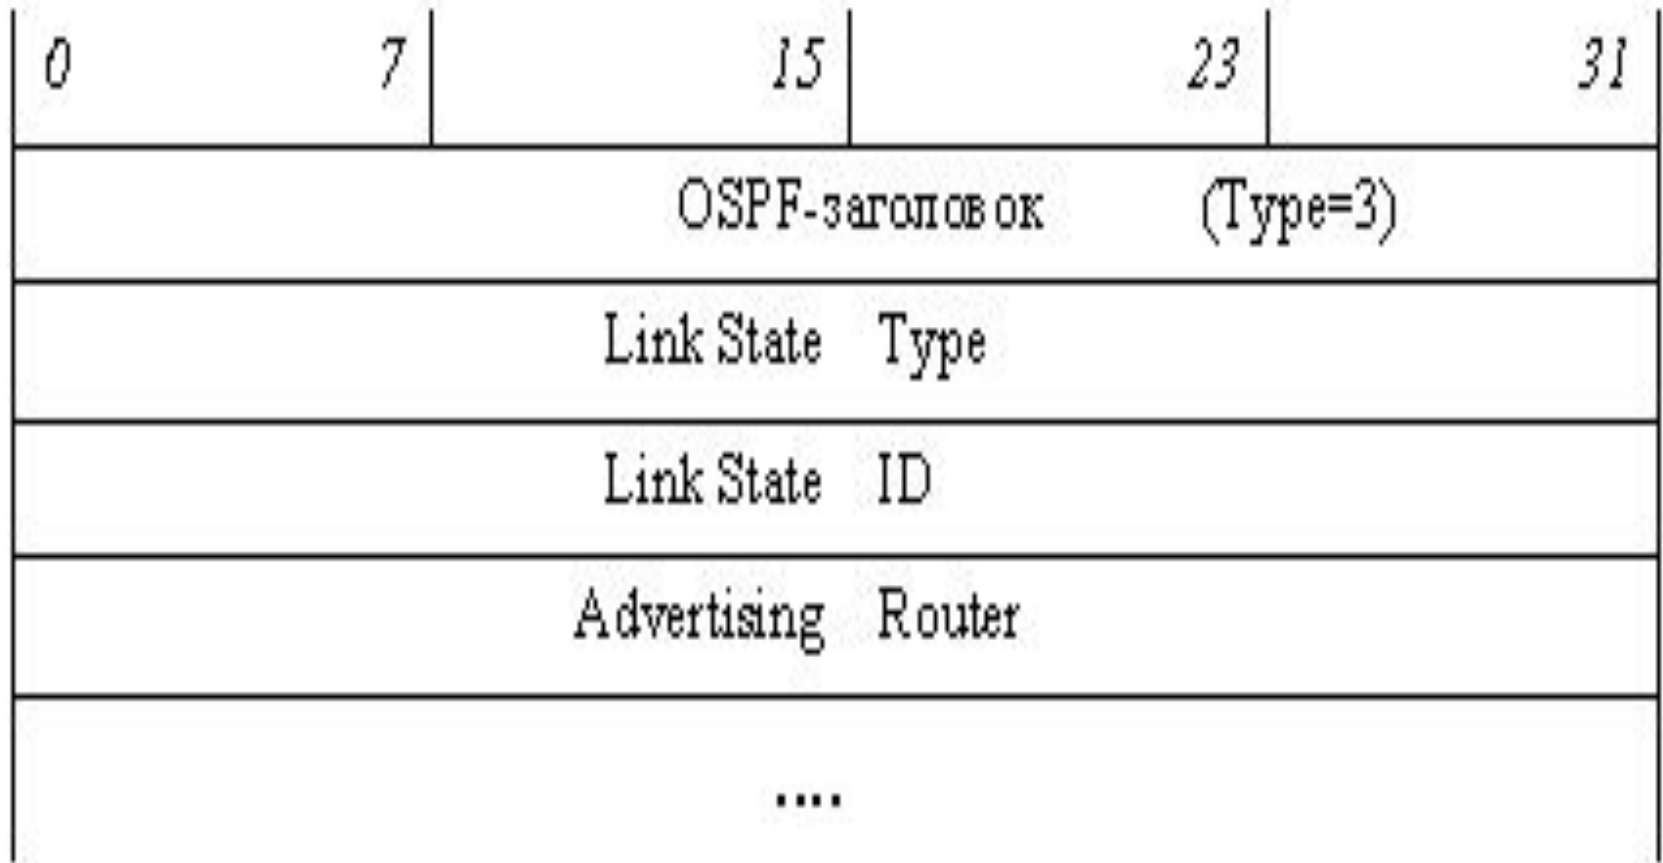 0 7 15 23 31
OSPF-заголовок (Type=3)
Link State Type
Link State ID
Advertising Router
....